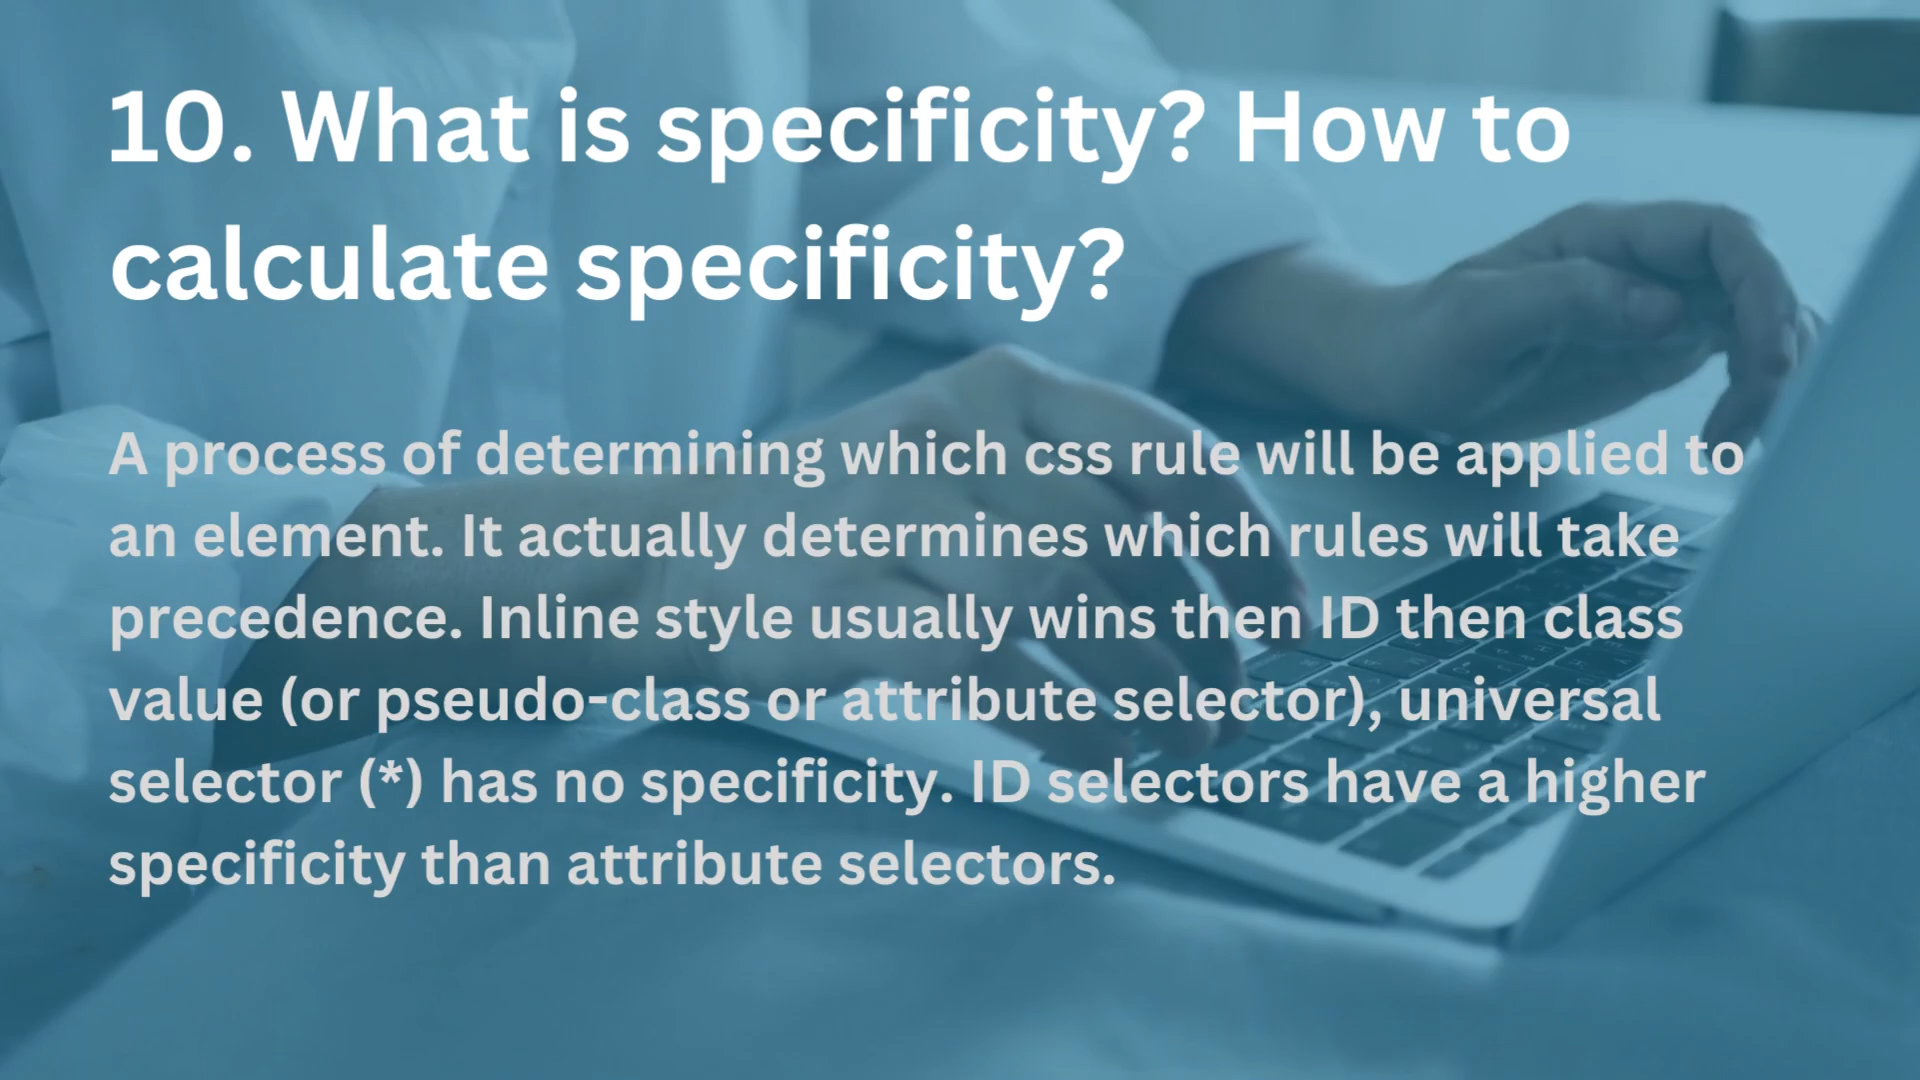 10. What is specificity? How to
calculate specificity?
A process of determining which css rule will be applied to
an element. It actually determines which rules will take
precedence. Inline style usually wins then ID then class
value (or pseudo-class or attribute selector), universal
selector (*) has no specificity. ID selectors have a higher
specificity than attribute selectors.